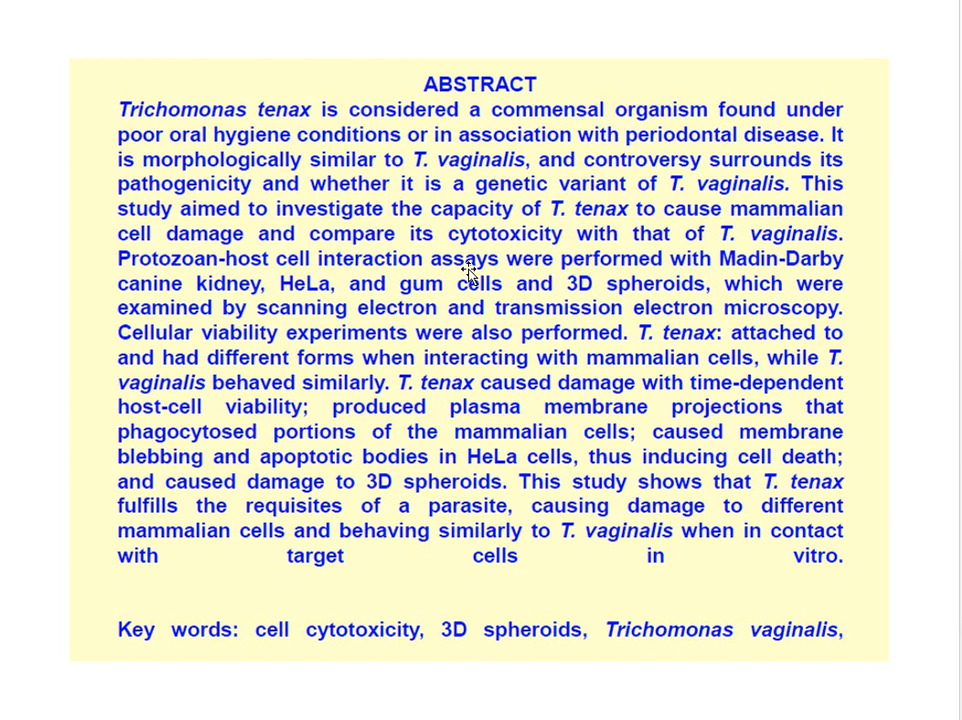 ABSTRACT
Trichomonas tenax is considered a commensal organism found under
poor oral hygiene conditions or in association with periodontal disease. It
is morphologically similar to T. vaginalis, and controversy surrounds its
pathogenicity and whether it is a genetic variant of T. vaginalis. This
study aimed to investigate the capacity of T. tenax to cause mammalian
cell damage and compare its cytotoxicity with that of T. vaginalis.
Protozoan-host cell interaction assays were performed with Madin-Darby
canine kidney, HeLa, and gum cells and 3D spheroids, which were
examined by scanning electron and transmission electron microscopy.
Cellular viability experiments were also performed. T. tenax: attached to
and had different forms when interacting with mammalian cells, while T.
vaginalis behaved similarly. T. tenax caused damage with time-dependent
host-cell viability; produced plasma membrane projections that
phagocytosed portions of the mammalian cells; caused membrane
blebbing and apoptotic bodies in HeLa cells, thus inducing cell death;
and caused damage to 3D spheroids. This study shows that T. tenax
fulfills the requisites of a parasite, causing damage to different
mammalian cells and behaving similarly to T. vaginalis when in contact
with target cells in vitro.
Key words: cell cytotoxicity, 3D spheroids, Trichomonas vaginalis,